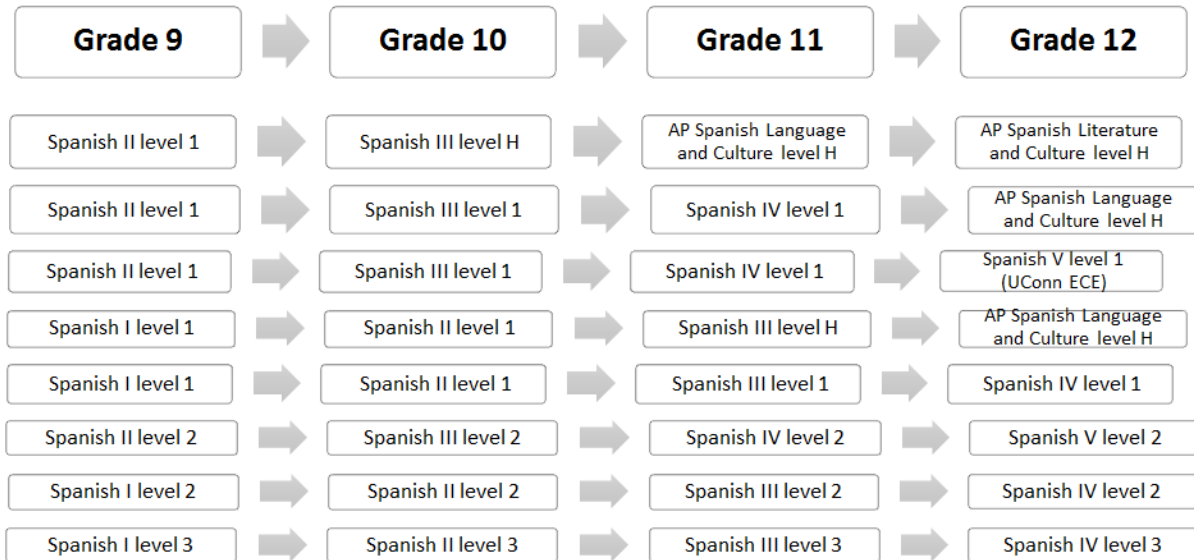 Grade 9
Grade 10
Grade 11
Grade 12
Spanish II level 1
Spanish III level H
AP Spanish Language
and Culture level H
AP Spanish Literature
and Culture level H
Spanish II level 1
Spanish III level 1
Spanish IV level 1
AP Spanish Language
and Culture level H
Spanish II level 1
Spanish III level 1
Spanish IV level 1
Spanish V level 1
(UConn ECE)
Spanish I level 1
Spanish II level 1
Spanish III level H
AP Spanish Language
and Culture level H
Spanish I level 1
Spanish II level 1
Spanish III level 1
Spanish IV level 1
Spanish II level 2
Spanish III level 2
Spanish IV level 2
Spanish V level 2
Spanish I level 2
Spanish II level 2
Spanish III level 2
Spanish IV level 2
Spanish I level 3
Spanish II level 3
Spanish III level 3
Spanish IV level 3